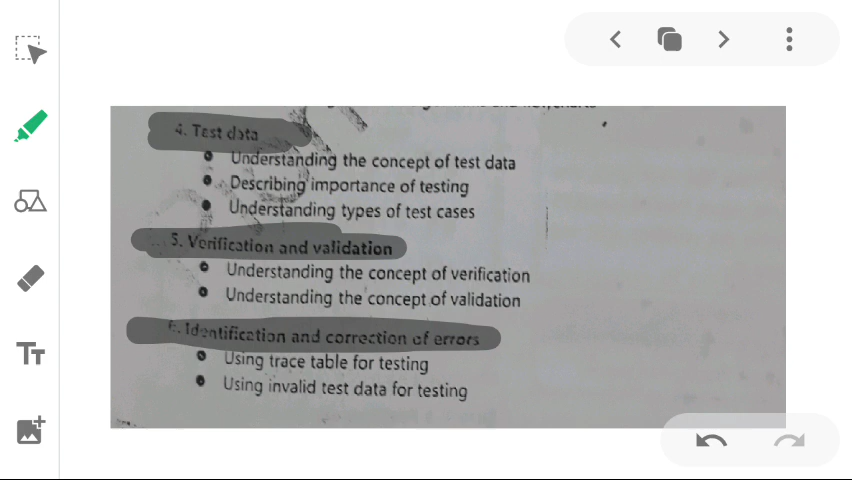 4. Test data
Understanding the concept of test data
Describing importance of testing
Understanding types of test cases
5. Verification and validation
Understanding the concept of verification
Understanding the concept of validation
6. Identification and correction of errors
Using trace table for testing
Using invalid test data for testing